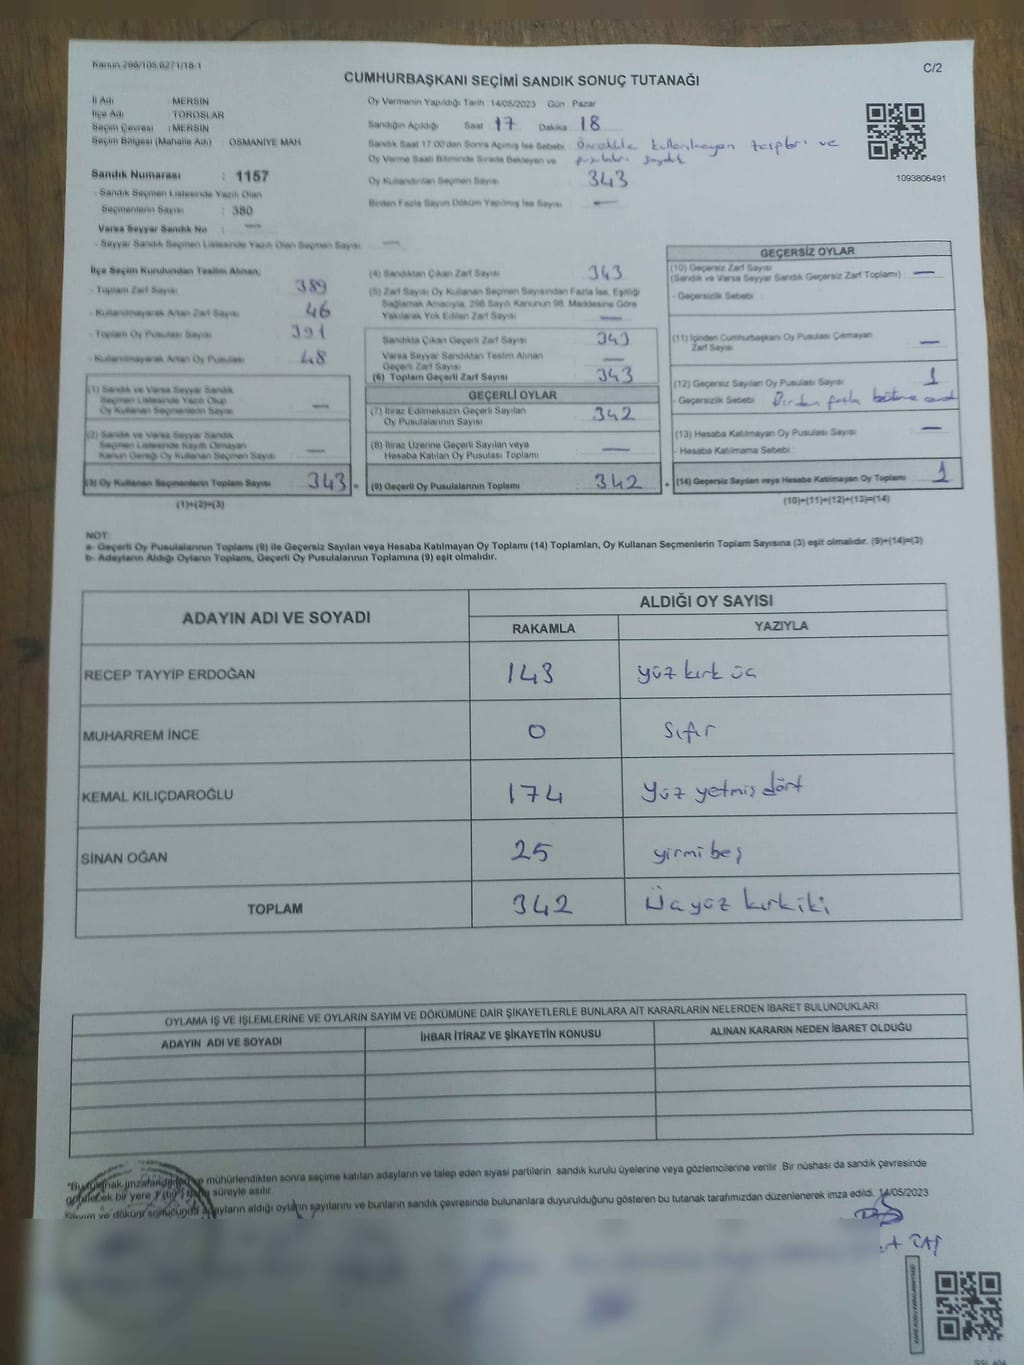 Kanun 298/105,6271/16-1
C/2
CUMHURBAŞKANI SEÇİMİ SANDIK SONUÇ TUTANAĞI
İl Adı : MERSİN
İlçe Adı : TOROSLAR
Seçim Çevresi : MERSİN
Seçim Bölgesi (Mahalle Adı) OSMANİYE MAH.
Sandık Numarası : 1157
- Sandık Seçmen Listesinde Yazılı Olan
Seçmenlerin Sayısı : 380
Varsa Seyyar Sandık No : —
- Seyyar Sandık Seçmen Listesinde Yazılı Olan Seçmen Sayısı —
Oy Vermenin Yapıldığı Tarih 14/05/2023 Gün Pazar
Sandığın Açıldığı Saat 17 Dakika 18
Sandık Saat 17:00'den Sonra Açılmış İse Sebebi Öncelikle kullanılmayan zarfları ve
Oy Verme Saati Bitiminde Sırada Bekleyen ve pusulaları saydık
Oy Kullandırılan Seçmen Sayısı 343
Birden Fazla Sayım Döküm Yapılmış İse Sayısı —
1093806491
İlçe Seçim Kurulundan Teslim Alınan;
- Toplam Zarf Sayısı 389
- Kullanılmayarak Artan Zarf Sayısı 46
- Toplam Oy Pusulası Sayısı 391
- Kullanılmayarak Artan Oy Pusulası 48
(1) Sandık ve Varsa Seyyar Sandık
Seçmen Listesinde Yazılı Olup
Oy Kullanan Seçmenlerin Sayısı —
(2) Sandık ve Varsa Seyyar Sandık
Seçmen Listesinde Kayıtlı Olmayan
Kanun Gereği Oy Kullanan Seçmen Sayısı —
(3) Oy Kullanan Seçmenlerin Toplam Sayısı 343 =
(1)+(2)=(3)
(4) Sandıktan Çıkan Zarf Sayısı 343
(5) Zarf Sayısı Oy Kullanan Seçmen Sayısından Fazla İse, Eşitliği
Sağlamak Amacıyla, 298 Sayılı Kanunun 98. Maddesine Göre
Yakılarak Yok Edilen Zarf Sayısı —
Sandıkta Çıkan Geçerli Zarf Sayısı 343
Varsa Seyyar Sandıktan Teslim Alınan
Geçerli Zarf Sayısı —
(6) Toplam Geçerli Zarf Sayısı 343
GEÇERLİ OYLAR
(7) İtiraz Edilmeksizin Geçerli Sayılan
Oy Pusulalarının Sayısı 342
(8) İtiraz Üzerine Geçerli Sayılan veya
Hesaba Katılan Oy Pusulası Toplamı —
(9) Geçerli Oy Pusulalarının Toplamı 342 +
GEÇERSİZ OYLAR
(10) Geçersiz Zarf Sayısı
(Sandık ve Varsa Seyyar Sandık Geçersiz Zarf Toplamı) —
- Geçersizlik Sebebi :
(11) İçinden Cumhurbaşkanı Oy Pusulası Çıkmayan
Zarf Sayısı —
(12) Geçersiz Sayılan Oy Pusulası Sayısı 1
- Geçersizlik Sebebi Birden fazla
(13) Hesaba Katılmayan Oy Pusulası Sayısı —
- Hesaba Katılmama Sebebi :
(14) Geçersiz Sayılan veya Hesaba Katılmayan Oy Toplamı 1
(10)+(11)+(12)+(13)=(14)
NOT:
a- Geçerli Oy Pusulalarının Toplamı (9) ile Geçersiz Sayılan veya Hesaba Katılmayan Oy Toplamı (14) Toplamları, Oy Kullanan Seçmenlerin Toplam Sayısına (3) eşit olmalıdır. (9)+(14)=(3)
b- Adayların Aldığı Oyların Toplamı, Geçerli Oy Pusulalarının Toplamına (9) eşit olmalıdır.
ADAYIN ADI VE SOYADI ALDIĞI OY SAYISI
RAKAMLA YAZIYLA
RECEP TAYYİP ERDOĞAN 143 yüz kırk üç
MUHARREM İNCE 0 Sıfır
KEMAL KILIÇDAROĞLU 174 yüz yetmiş dört
SİNAN OĞAN 25 yirmi beş
TOPLAM 342 Üçyüz kırkiki
OYLAMA İŞ VE İŞLEMLERİNE VE OYLARIN SAYIM VE DÖKÜMÜNE DAİR ŞİKAYETLERLE BUNLARA AİT KARARLARIN NELERDEN İBARET BULUNDUKLARI
ADAYIN ADI VE SOYADI İHBAR İTİRAZ VE ŞİKAYETİN KONUSU ALINAN KARARIN NEDEN İBARET OLDUĞU
mühürlendikten sonra seçime katılan adayların ve talep eden siyasi partilerin sandık kurulu üyelerine veya gözlemcilerine verilir. Bir nüshası da sandık çevresinde
bir yere 7 süreyle asılır.
adayların aldığı oyların sayılarını ve bunların sandık çevresinde bulunanlara duyurulduğunu gösteren bu tutanak tarafımızdan düzenlenerek imza edildi. 14/05/2023